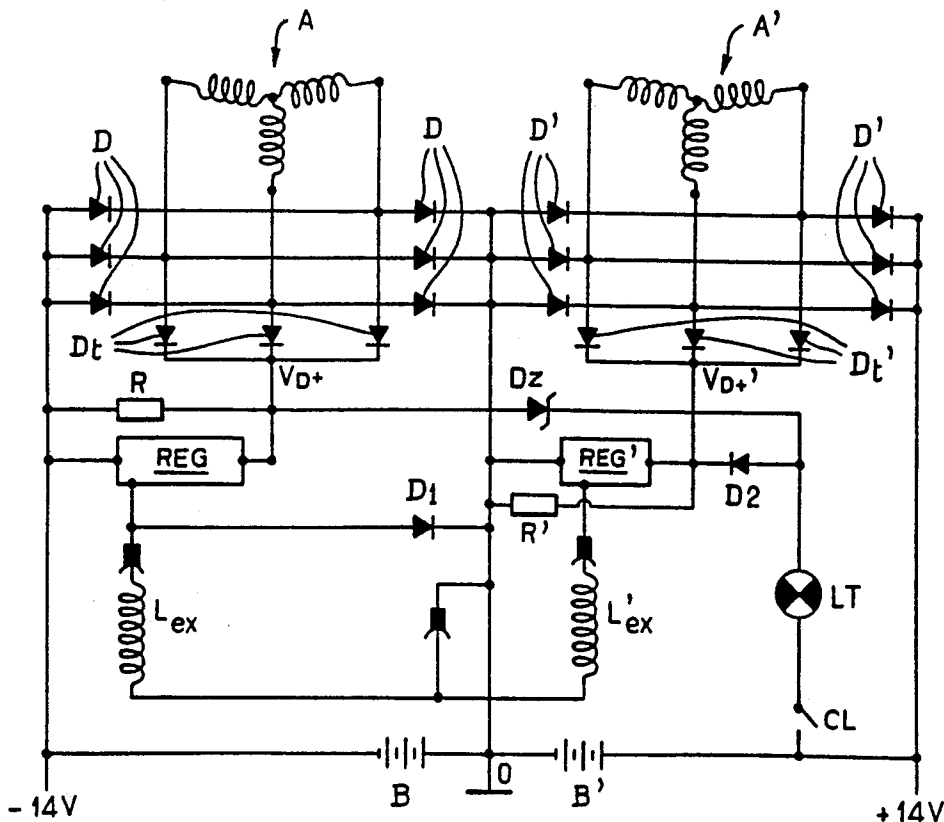 A
A'
D
D
D'
D'
Dt
VD+
Dz
VD+'
Dt'
R
REG
REG'
D1
R'
D2
Lex
L'ex
LT
CL
B
0
B'
- 14V
+14V